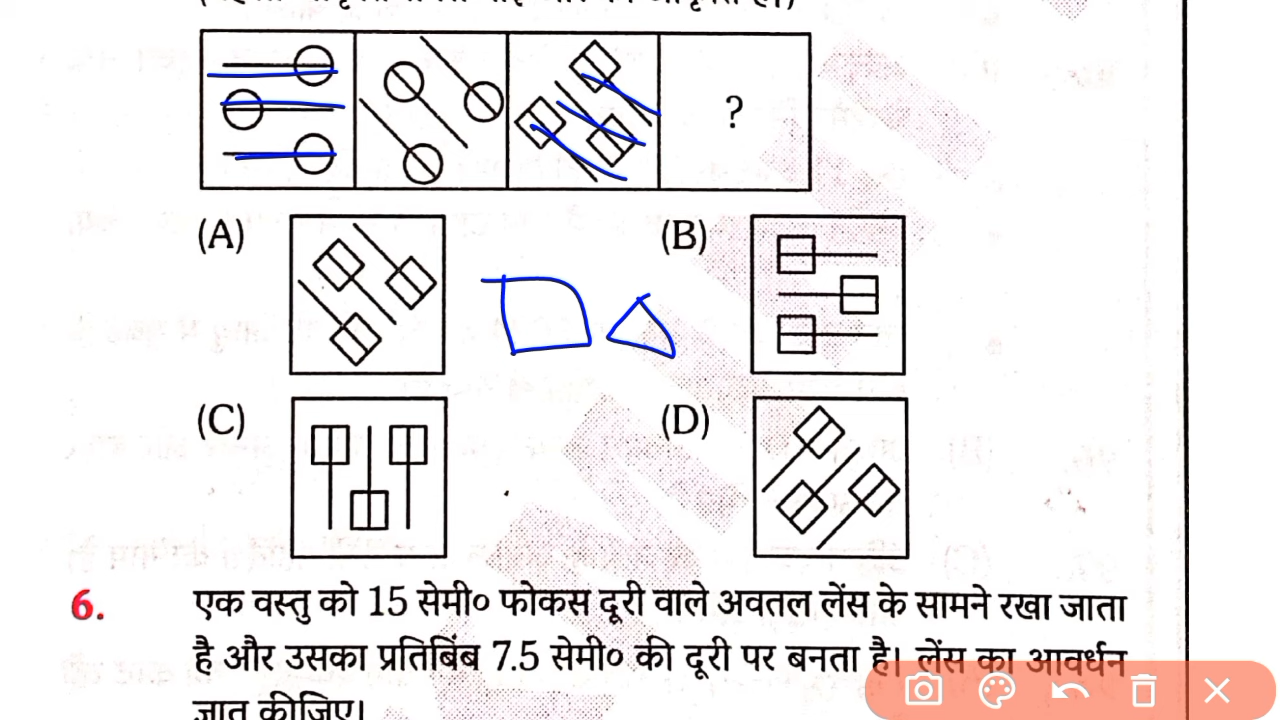 ?
(A)
(B)
(C)
(D)
6. एक वस्तु को 15 सेमी० फोकस दूरी वाले अवतल लेंस के सामने रखा जाता
है और उसका प्रतिबिंब 7.5 सेमी० की दूरी पर बनता है। लेंस का आवर्धन
ज्ञात कीजिए।